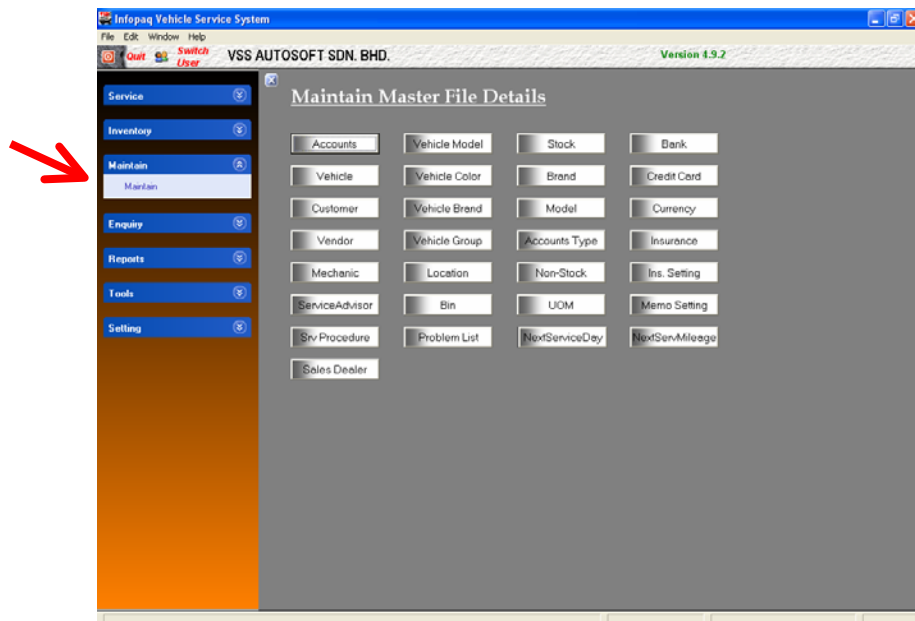 Infopaq Vehicle Service System
File Edit Window Help
Quit Switch User VSS AUTOSOFT SDN. BHD. Version 4.9.2
Service
Inventory
Maintain
Maintain
Enquiry
Reports
Tools
Setting
Maintain Master File Details
Accounts Vehicle Model Stock Bank
Vehicle Vehicle Color Brand Credit Card
Customer Vehicle Brand Model Currency
Vendor Vehicle Group Accounts Type Insurance
Mechanic Location Non-Stock Ins. Setting
ServiceAdvisor Bin UOM Memo Setting
Srv Procedure Problem List NextServiceDay NextServMileage
Sales Dealer